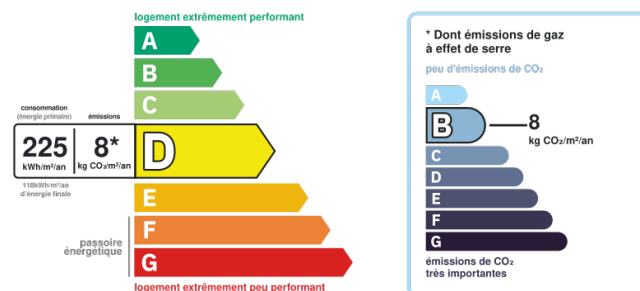 logement extrêmement performant
A
B
C
consommation
(énergie primaire)
émissions
225
kWh/m²/an
8*
kg CO₂/m²/an
D
110kWh/m²/an
d'énergie finale
E
passoire
énergétique
F
G
logement extrêmement peu performant
* Dont émissions de gaz
à effet de serre
peu d'émissions de CO₂
A
B
8
kg CO₂/m²/an
C
D
E
F
G
émissions de CO₂
très importantes